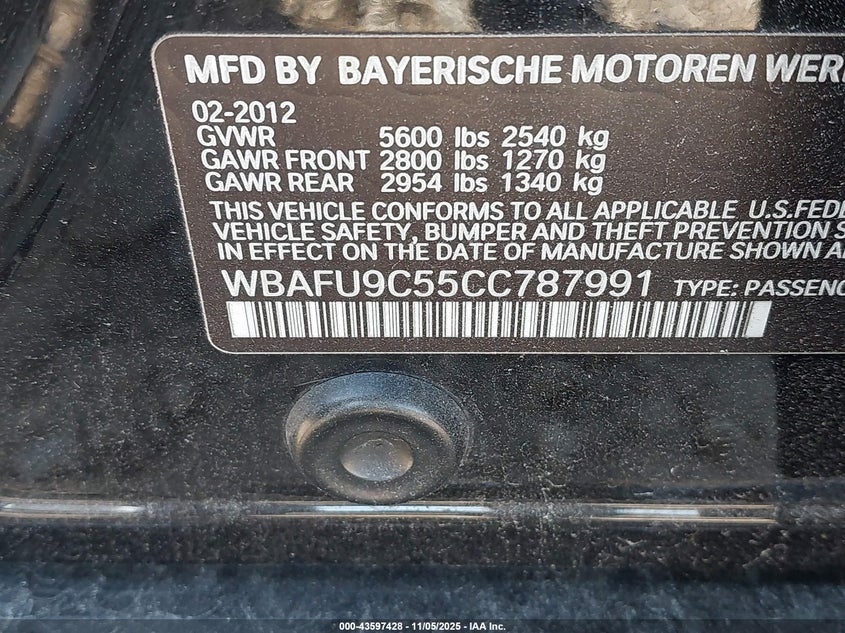 MFD BY BAYERISCHE MOTOREN
02-2012
GVWR 5600 lbs 2540 kg
GAWR FRONT 2800 lbs 1270 kg
GAWR REAR 2954 lbs 1340 kg
THIS VEHICLE CONFORMS TO ALL APPLICABLE
VEHICLE SAFETY, BUMPER AND THEFT PREVENTION
IN EFFECT ON THE DATE OF MANUFACTURE SHOWN
WBAFU9C55CC787991 TYPE:
000-43597428 - 11/05/2025 - IAA Inc.